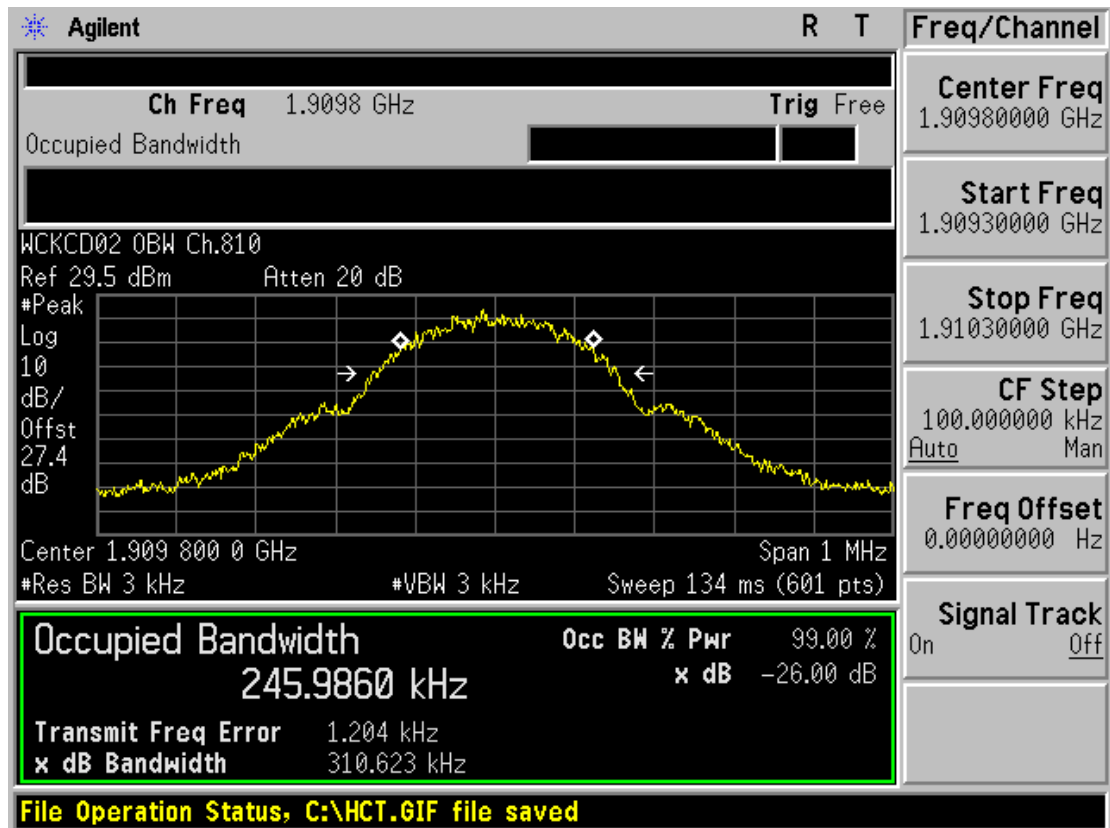 Agilent R T
Ch Freq 1.9098 GHz Trig Free
Occupied Bandwidth
WCKCD02 OBW Ch.810
Ref 29.5 dBm Atten 20 dB
#Peak
Log
10
dB/
Offst
27.4
dB
Center 1.909 800 0 GHz Span 1 MHz
#Res BW 3 kHz #VBW 3 kHz Sweep 134 ms (601 pts)
Occupied Bandwidth
245.9860 kHz
Occ BW % Pwr 99.00 %
x dB -26.00 dB
Transmit Freq Error 1.204 kHz
x dB Bandwidth 310.623 kHz
File Operation Status, C:\HCT.GIF file saved
Freq/Channel
Center Freq
1.90980000 GHz
Start Freq
1.90930000 GHz
Stop Freq
1.91030000 GHz
CF Step
100.000000 kHz
Auto Man
Freq Offset
0.00000000 Hz
Signal Track
On Off